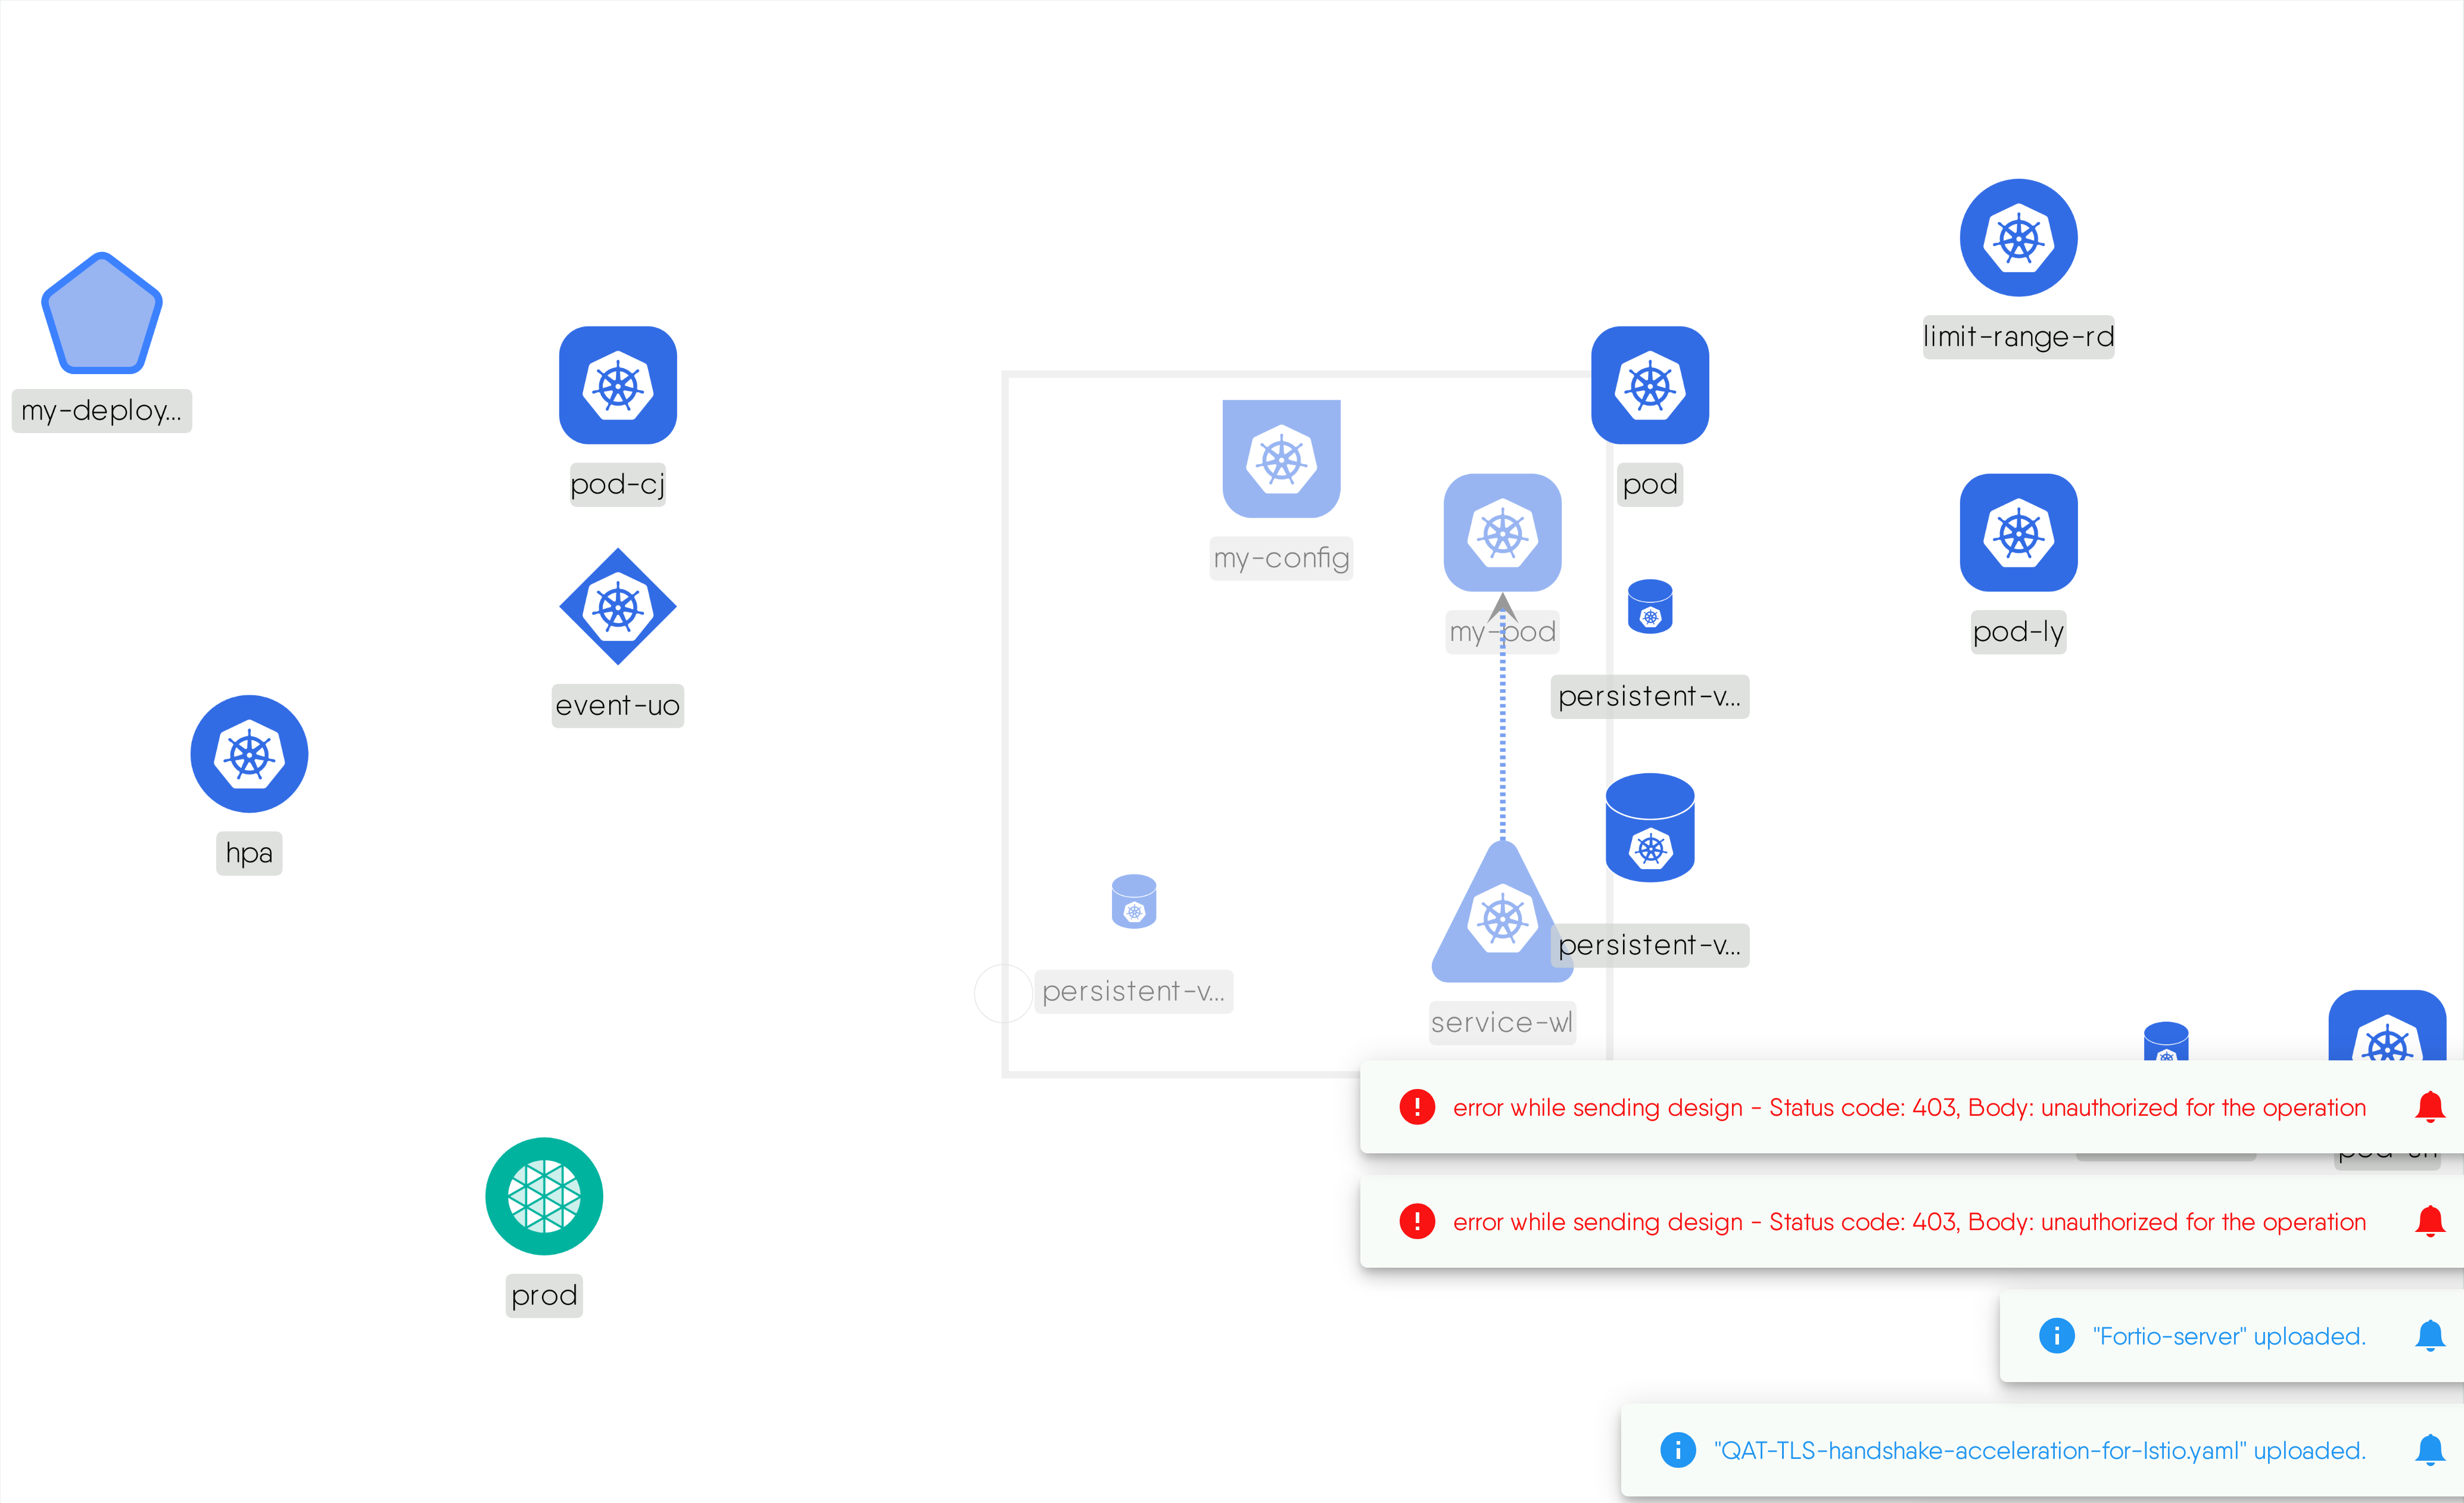 limit-range-rd
my-deploy...
pod-cj
pod
my-config
my-pod
pod-ly
persistent-v...
event-uo
hpa
persistent-v...
persistent-v...
service-wl
error while sending design - Status code: 403, Body: unauthorized for the operation
error while sending design - Status code: 403, Body: unauthorized for the operation
prod
"Fortio-server" uploaded.
"QAT-TLS-handshake-acceleration-for-Istio.yaml" uploaded.